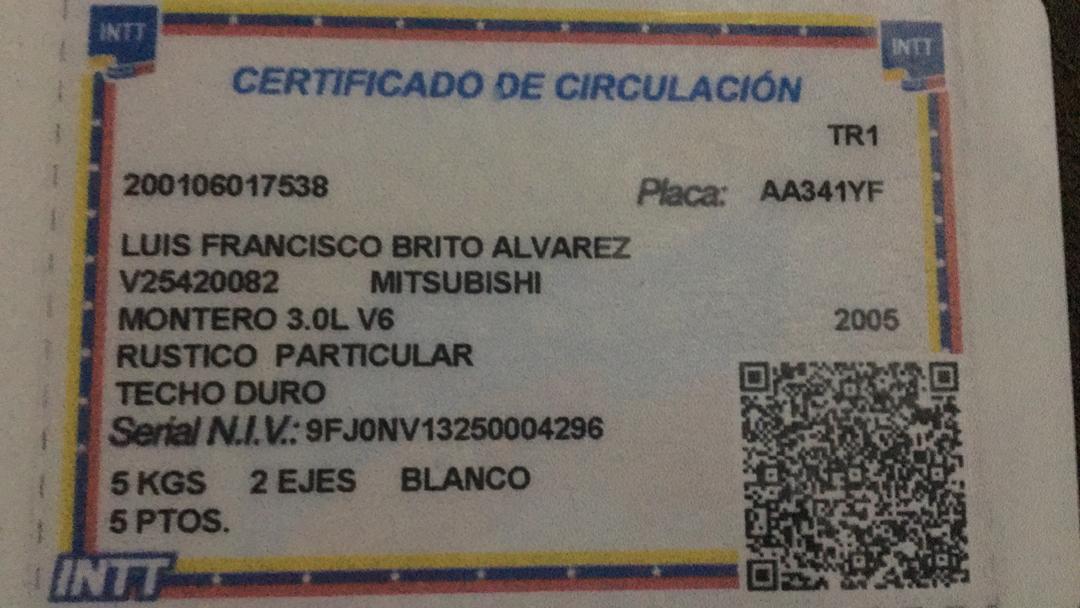 INTT INTT
CERTIFICADO DE CIRCULACIÓN
TR1
200106017538 Placa: AA341YF
LUIS FRANCISCO BRITO ALVAREZ
V25420082 MITSUBISHI
MONTERO 3.0L V6 2005
RUSTICO PARTICULAR
TECHO DURO
Serial N.I.V.: 9FJ0NV13250004296
5 KGS 2 EJES BLANCO
5 PTOS.
INTT